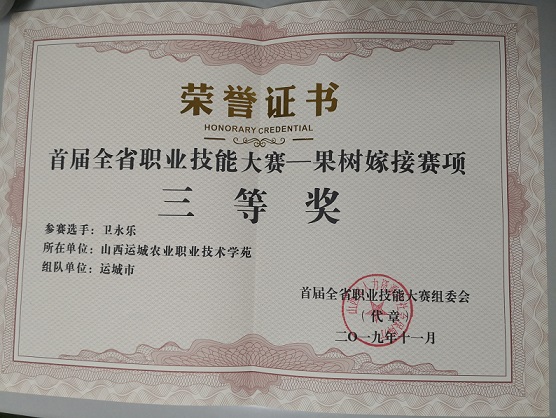 荣誉证书
HONORARY CREDENTIAL
首届全省职业技能大赛—果树嫁接赛项
三等奖
参赛选手：卫永乐
所在单位：山西运城农业职业技术学苑
组队单位：运城市
首届全省职业技能大赛组委会
（代章）
二〇一九年十一月